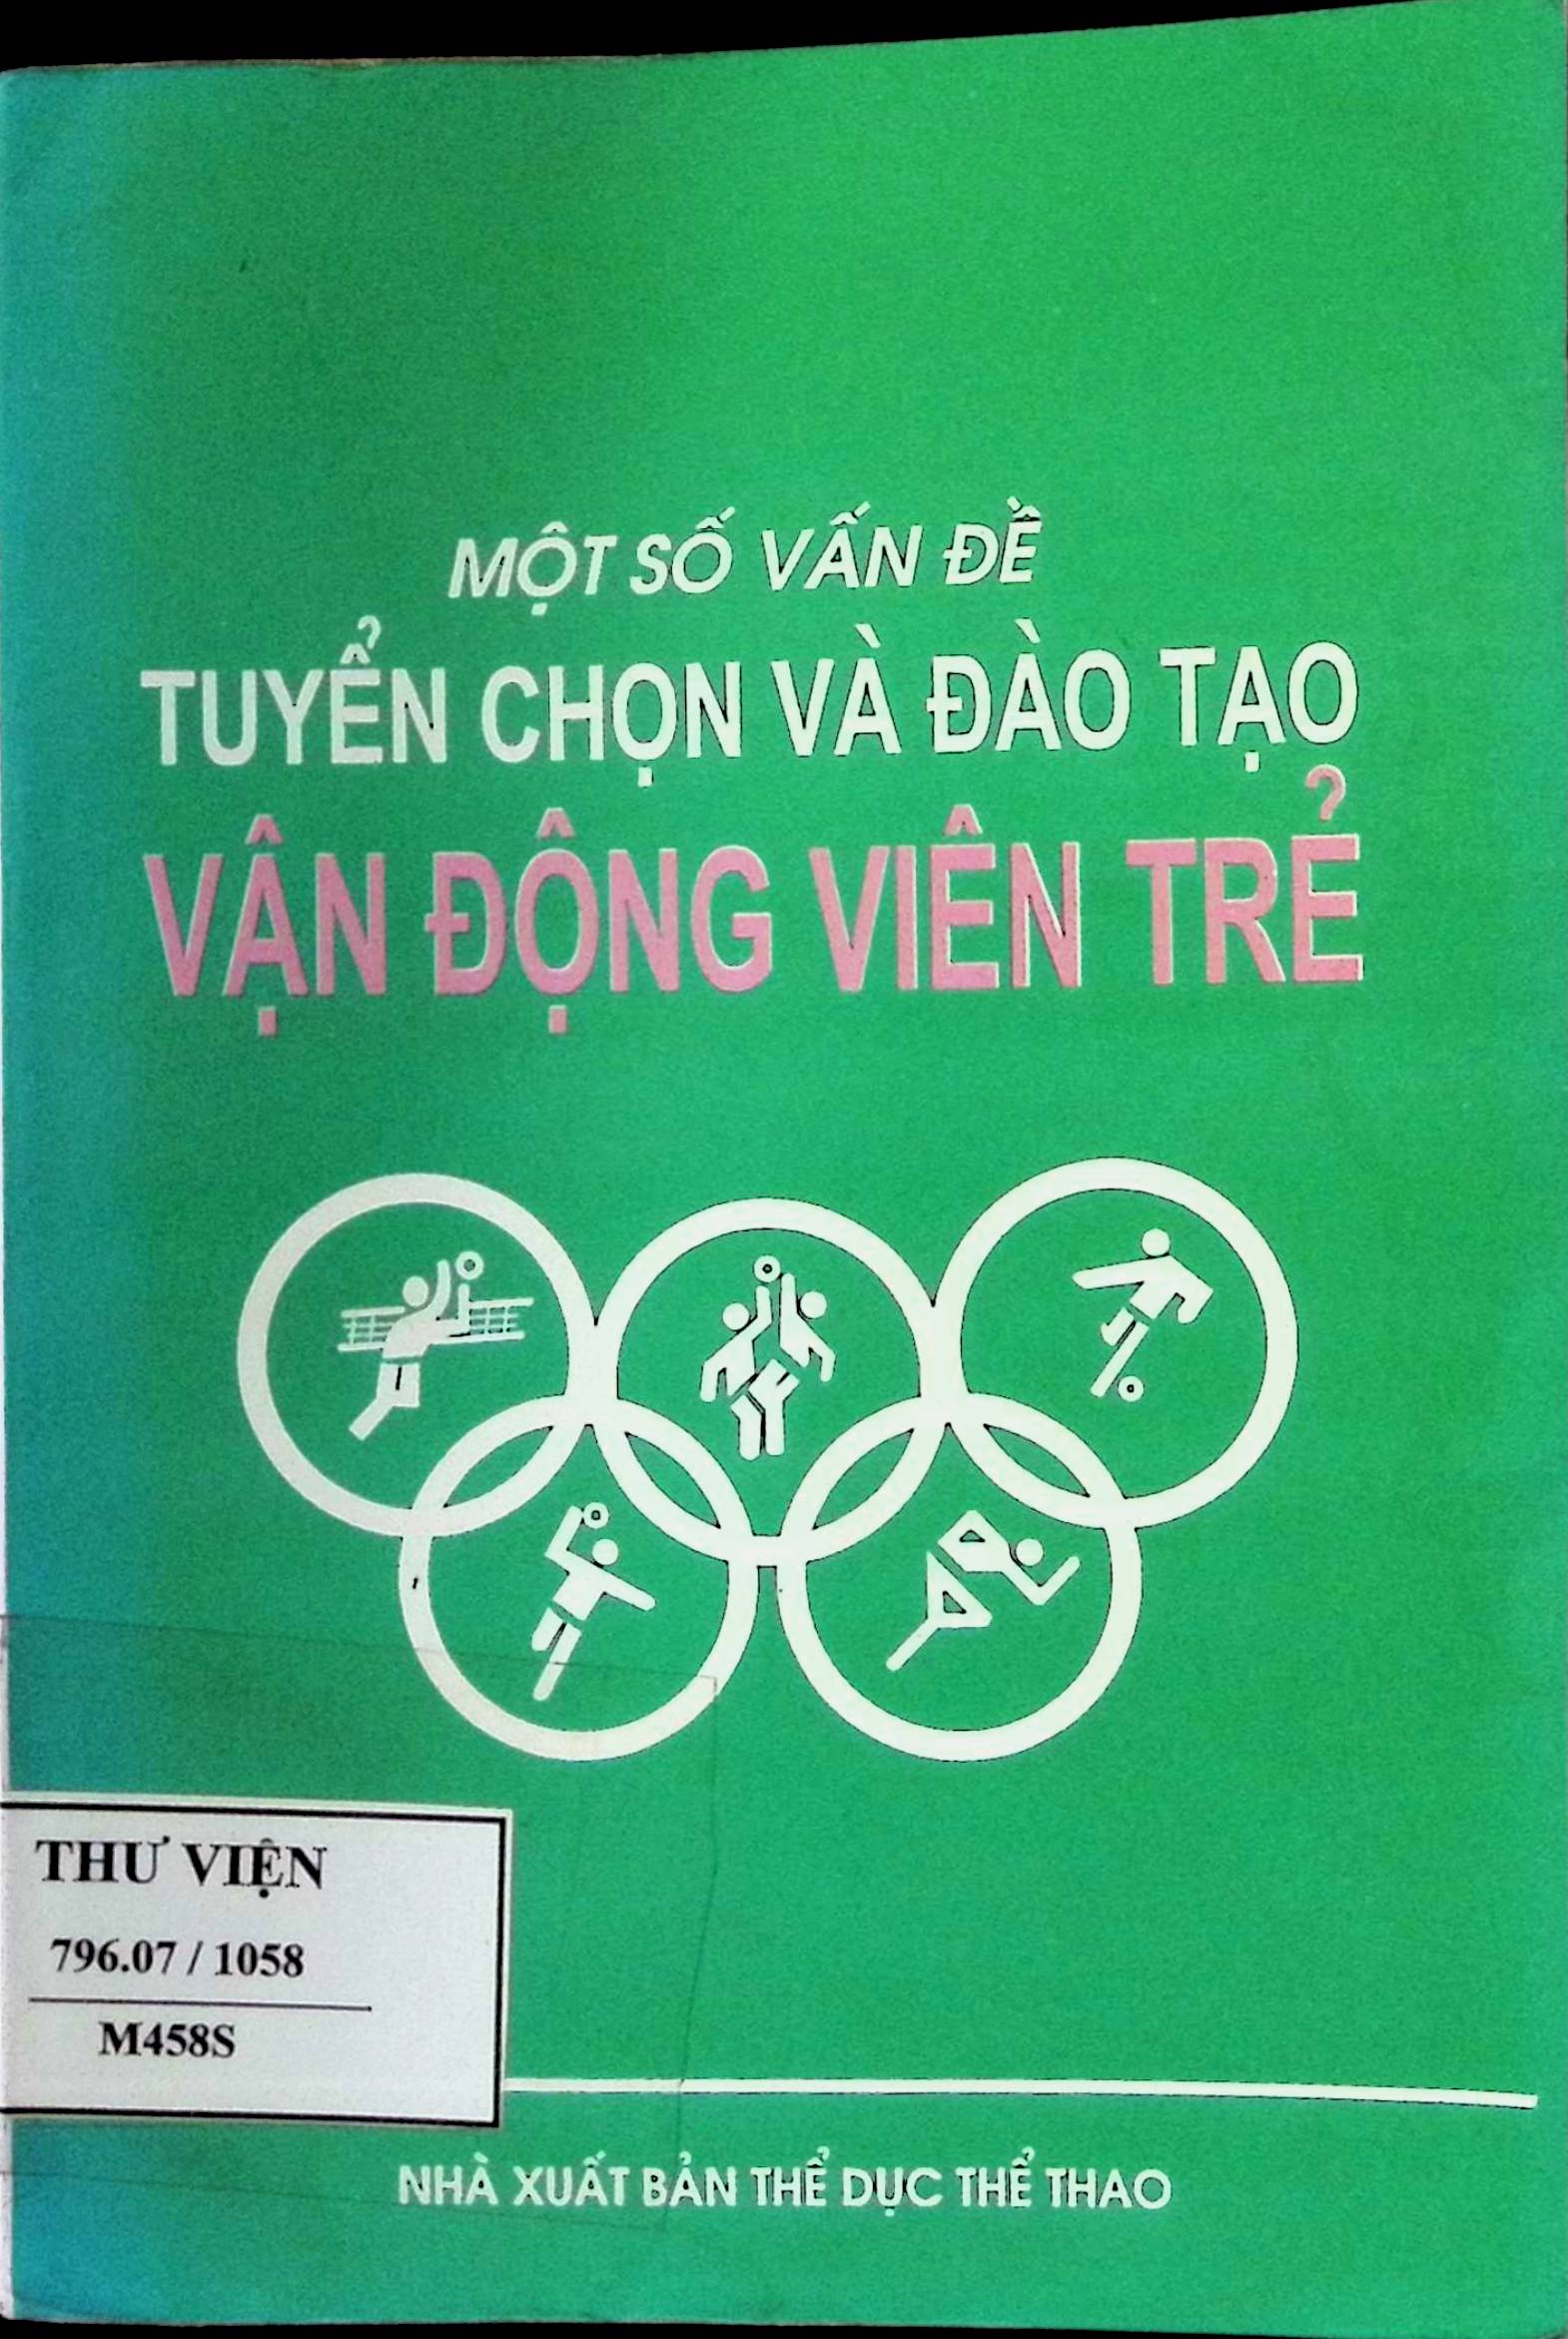 MỘT SỐ VẤN ĐỀ
TUYỂN CHỌN VÀ ĐÀO TẠO
VẬN ĐỘNG VIÊN TRẺ
THƯ VIỆN
796.07 / 1058
M458S
NHÀ XUẤT BẢN THỂ DỤC THỂ THAO